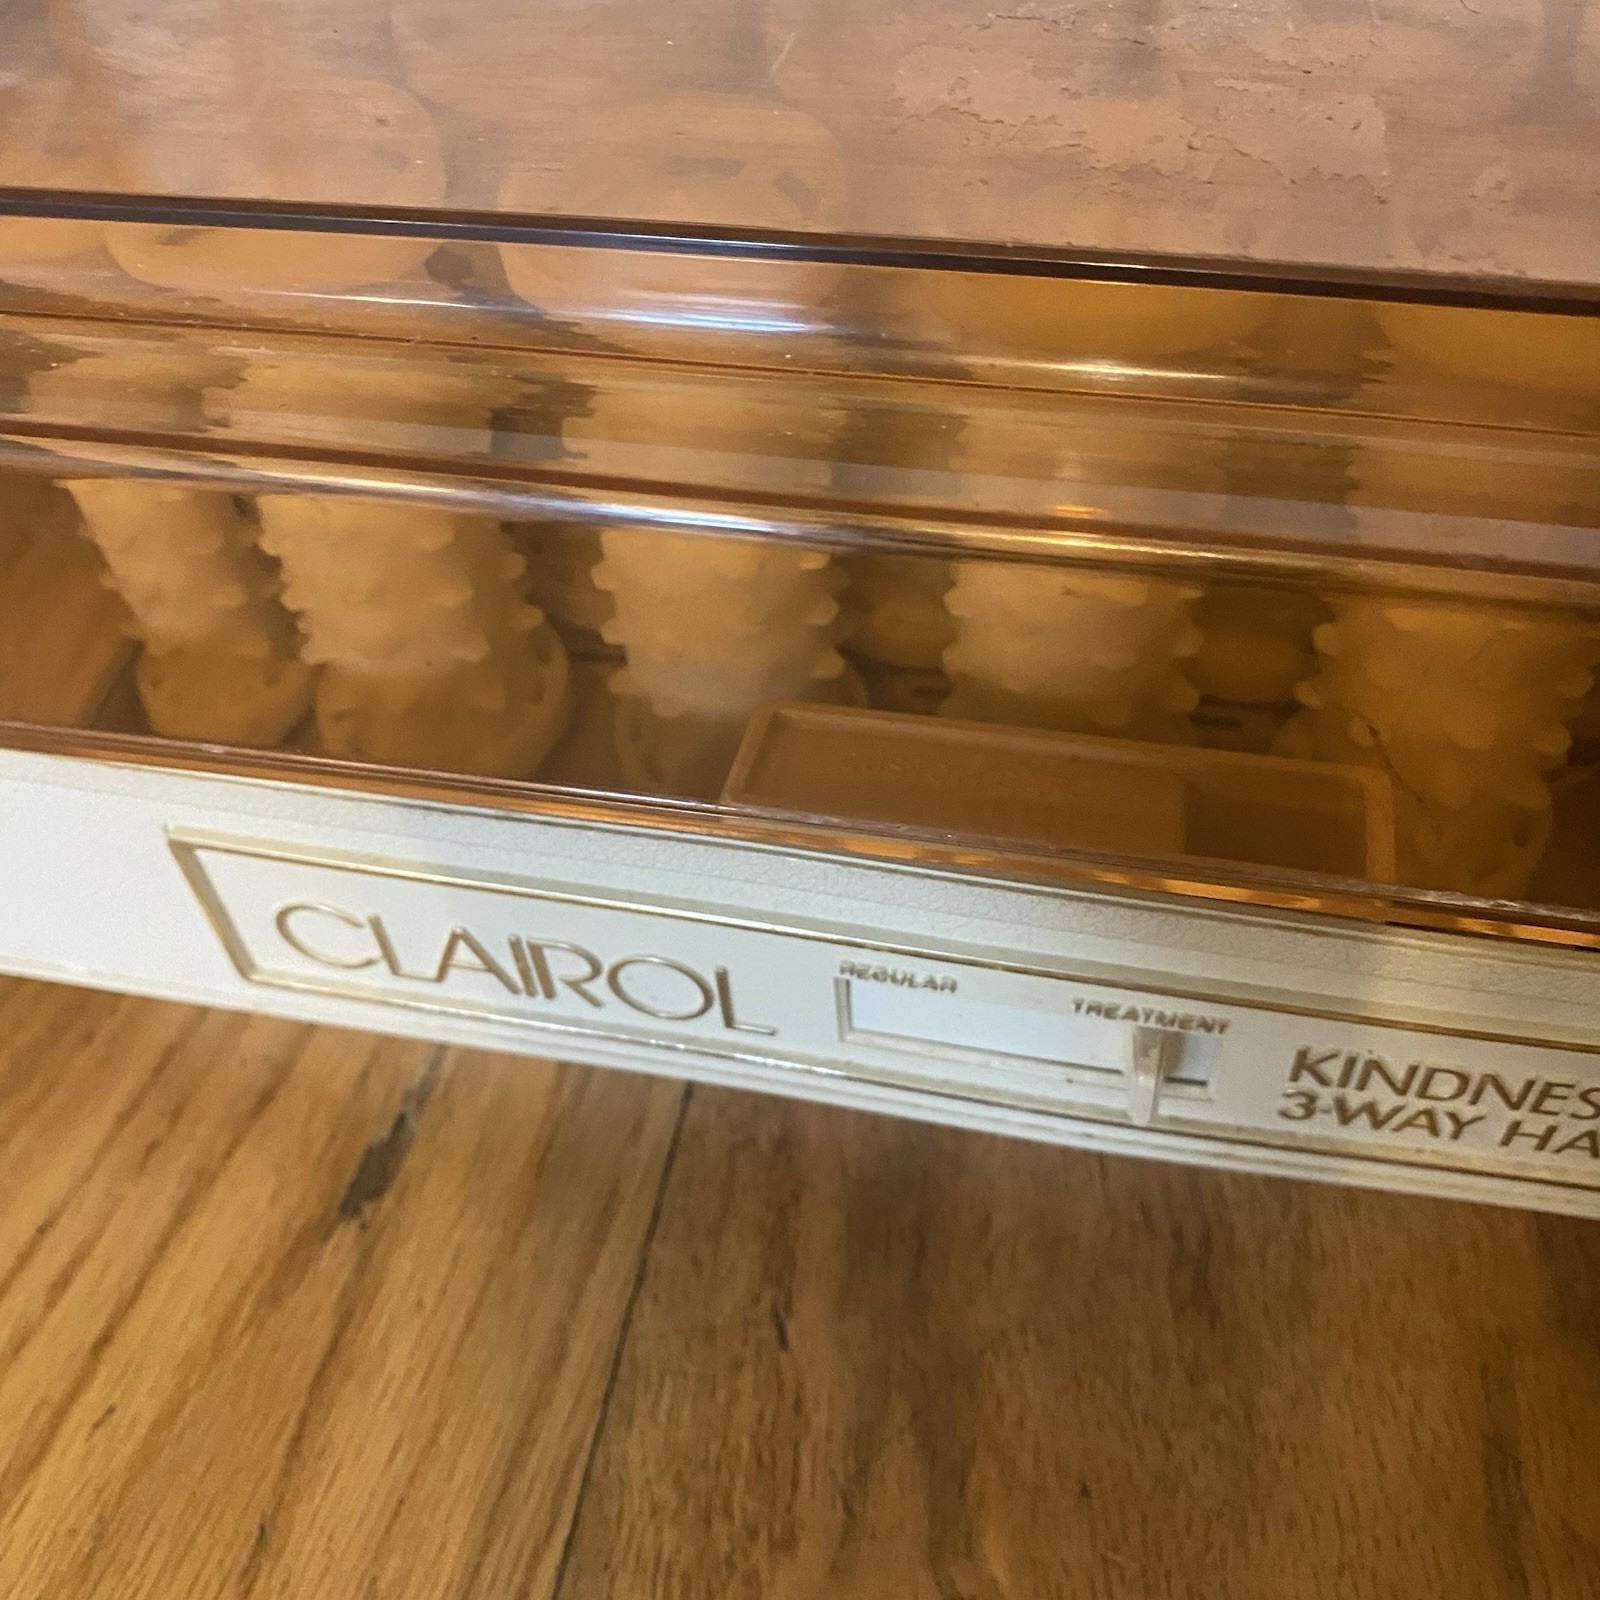 CLAIROL
REGULAR
TREATMENT
KINDNES
3-WAY HA